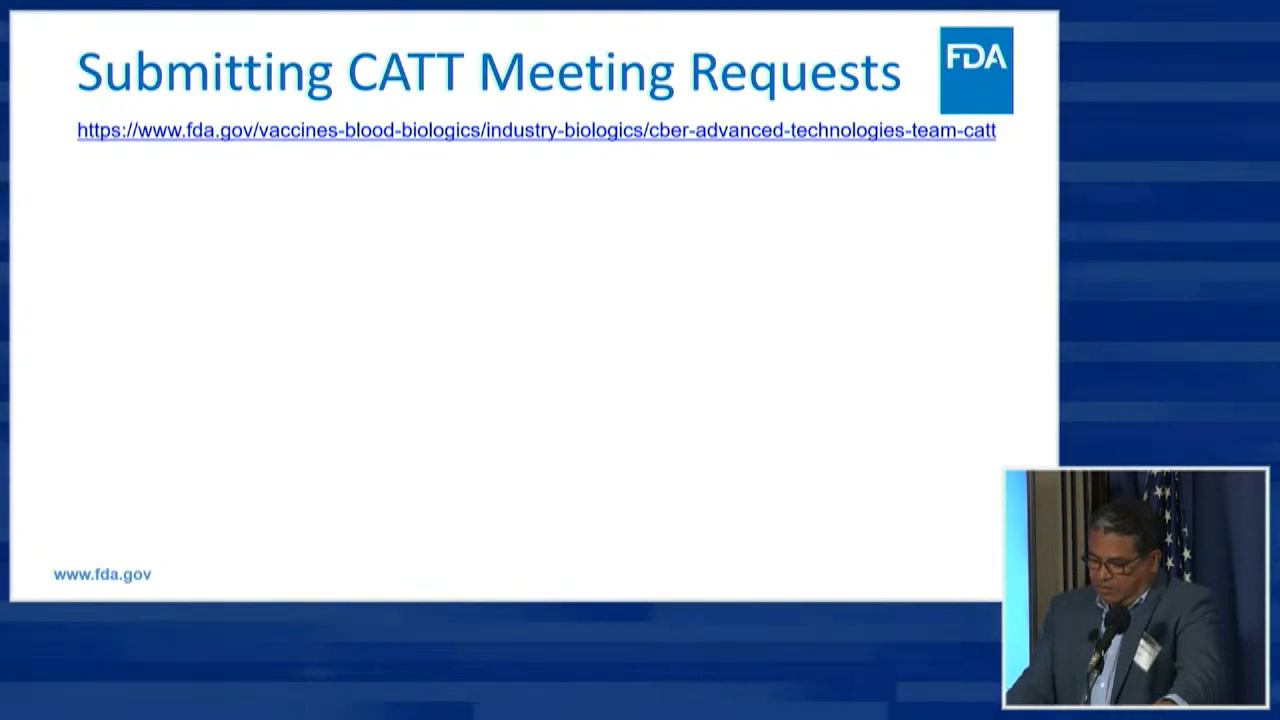 Submitting CATT Meeting Requests
FDA
https://www.fda.gov/vaccines-blood-biologics/industry-biologics/cber-advanced-technologies-team-catt
www.fda.gov